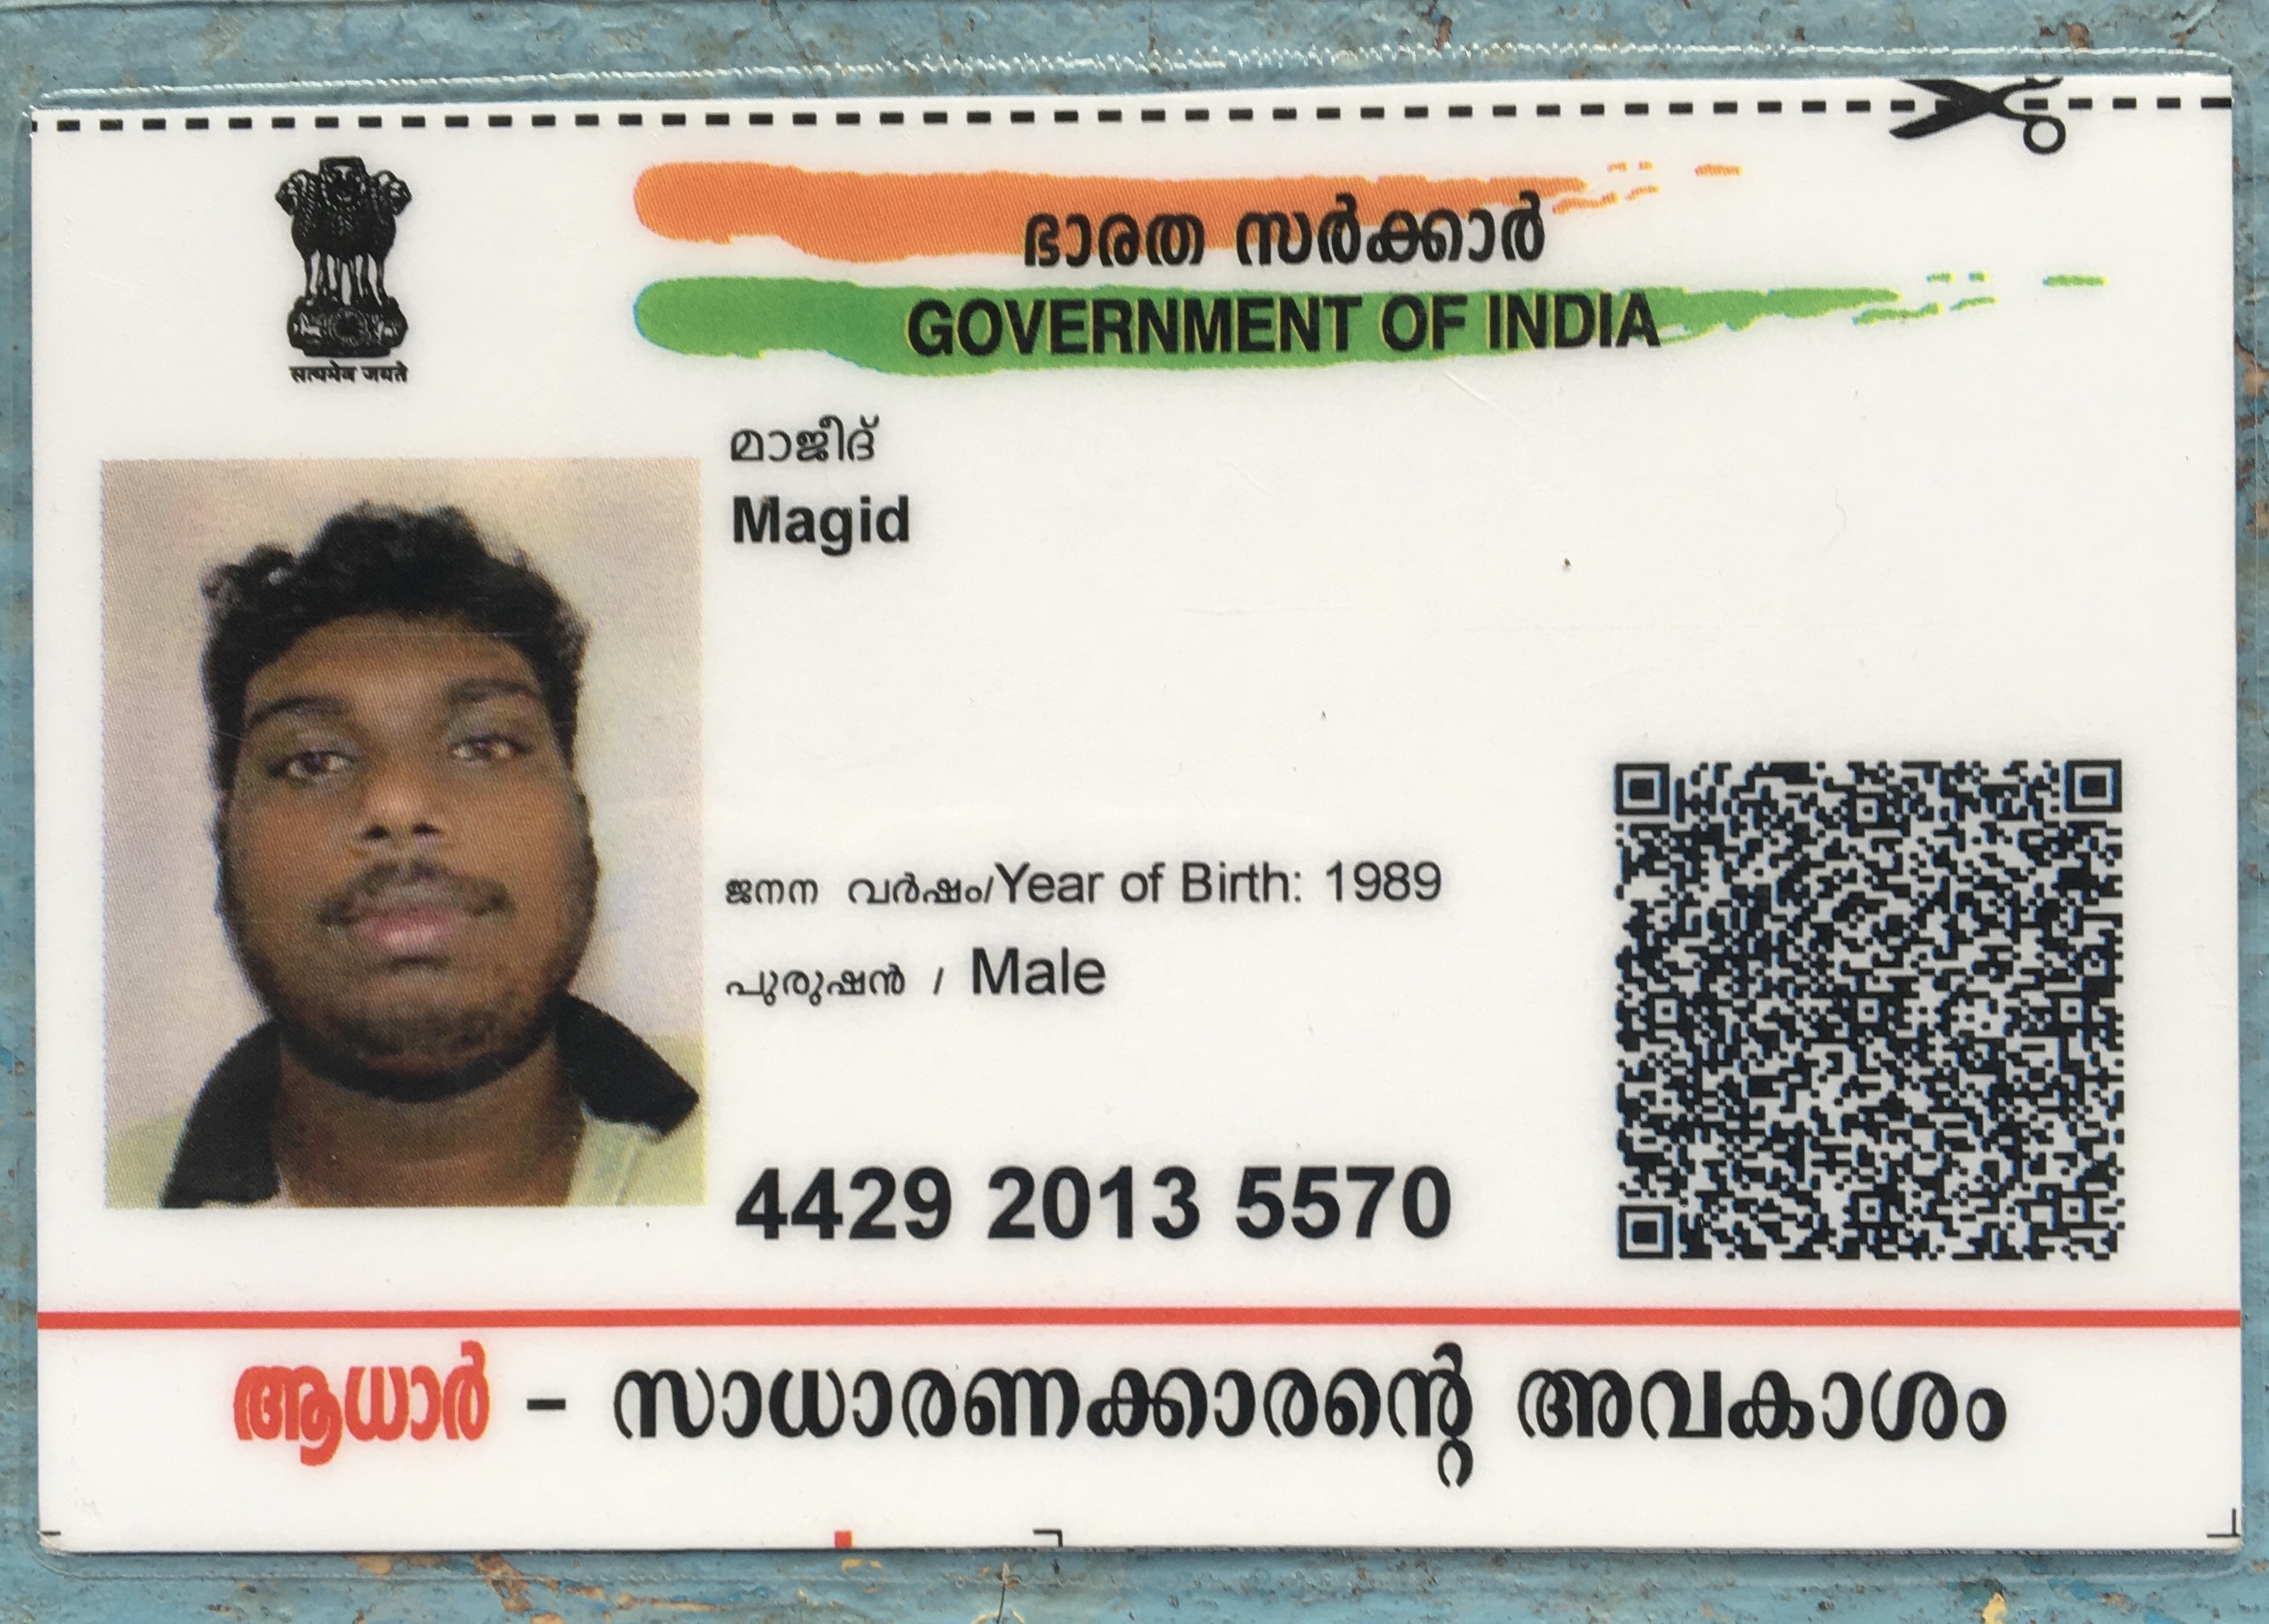 ഭാരത സർക്കാർ
GOVERNMENT OF INDIA
सत्यमेव जयते
മാജീദ്
Magid
ജനന വർഷം/Year of Birth: 1989
പുരുഷൻ / Male
4429 2013 5570
ആധാർ - സാധാരണക്കാരന്റെ അവകാശം